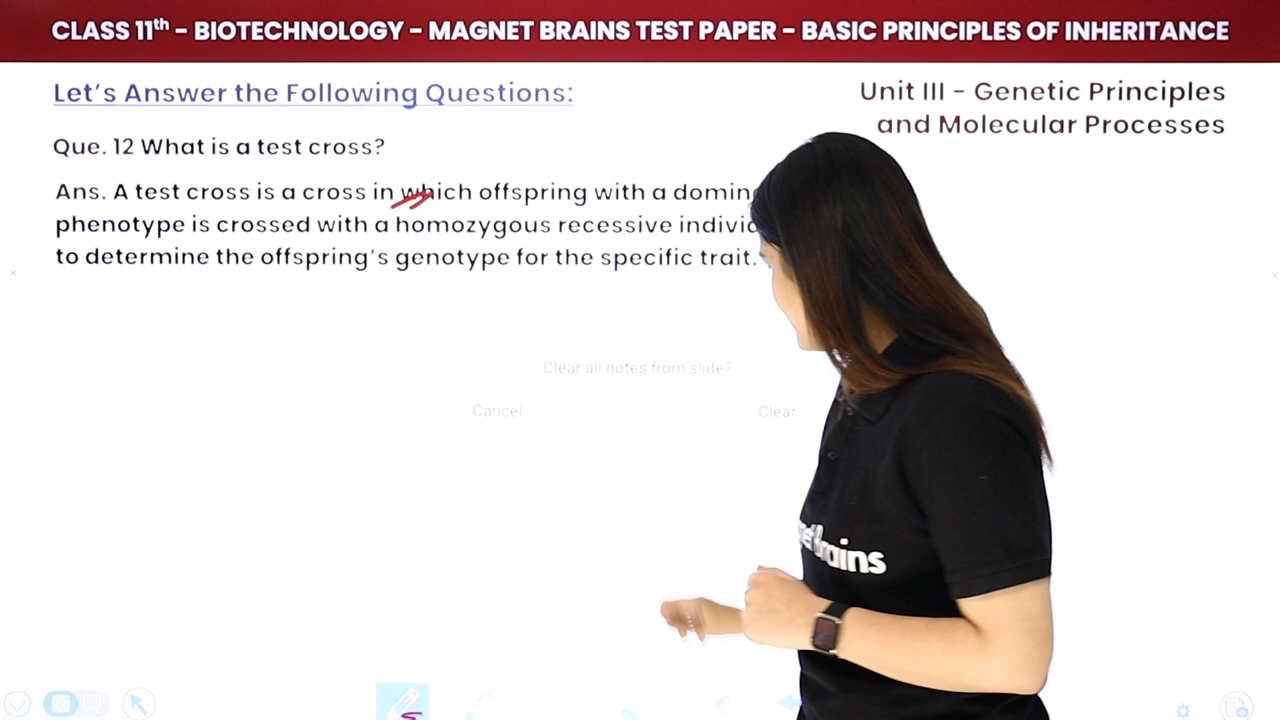 CLASS 11th – BIOTECHNOLOGY – MAGNET BRAINS TEST PAPER – BASIC PRINCIPLES OF INHERITANCE
Let's Answer the Following Questions:
Unit III – Genetic Principles
and Molecular Processes
Que. 12 What is a test cross?
Ans. A test cross is a cross in which offspring with a
phenotype is crossed with a homozygous recessive
to determine the offspring's genotype for the specific trait.
Clear all notes from slide?
Cancel
Clear